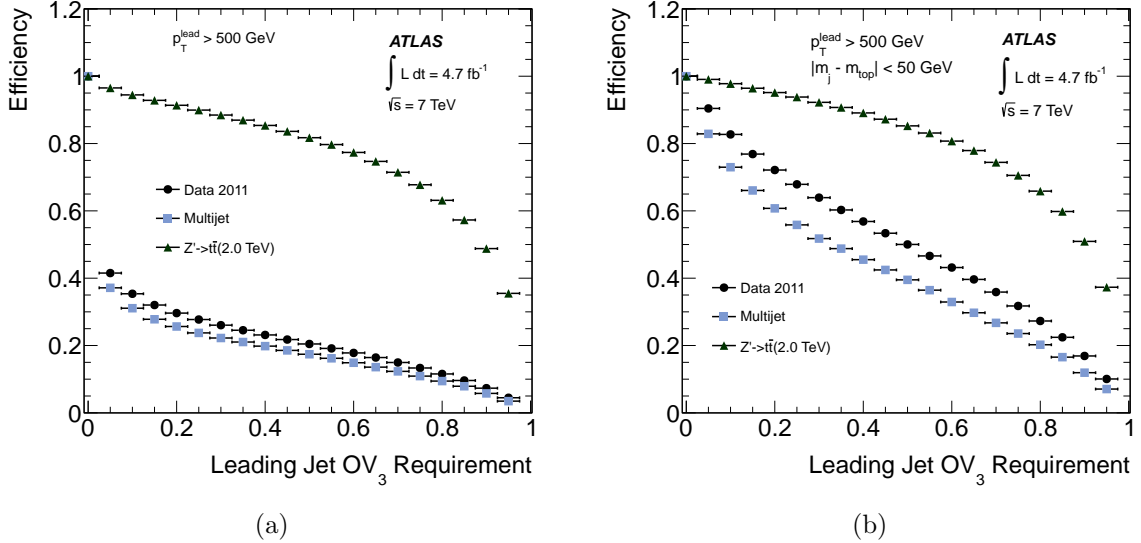 Efficiency
1.2
1
0.8
0.6
0.4
0.2
0
p_T^lead > 500 GeV
ATLAS
∫ L dt = 4.7 fb⁻¹
√s = 7 TeV
Data 2011
Multijet
Z'->tt̄(2.0 TeV)
0 0.2 0.4 0.6 0.8 1
Leading Jet OV₃ Requirement
(a)
Efficiency
1.2
1
0.8
0.6
0.4
0.2
0
p_T^lead > 500 GeV
|m_j - m_top| < 50 GeV
ATLAS
∫ L dt = 4.7 fb⁻¹
√s = 7 TeV
Data 2011
Multijet
Z'->tt̄(2.0 TeV)
0 0.2 0.4 0.6 0.8 1
Leading Jet OV₃ Requirement
(b)